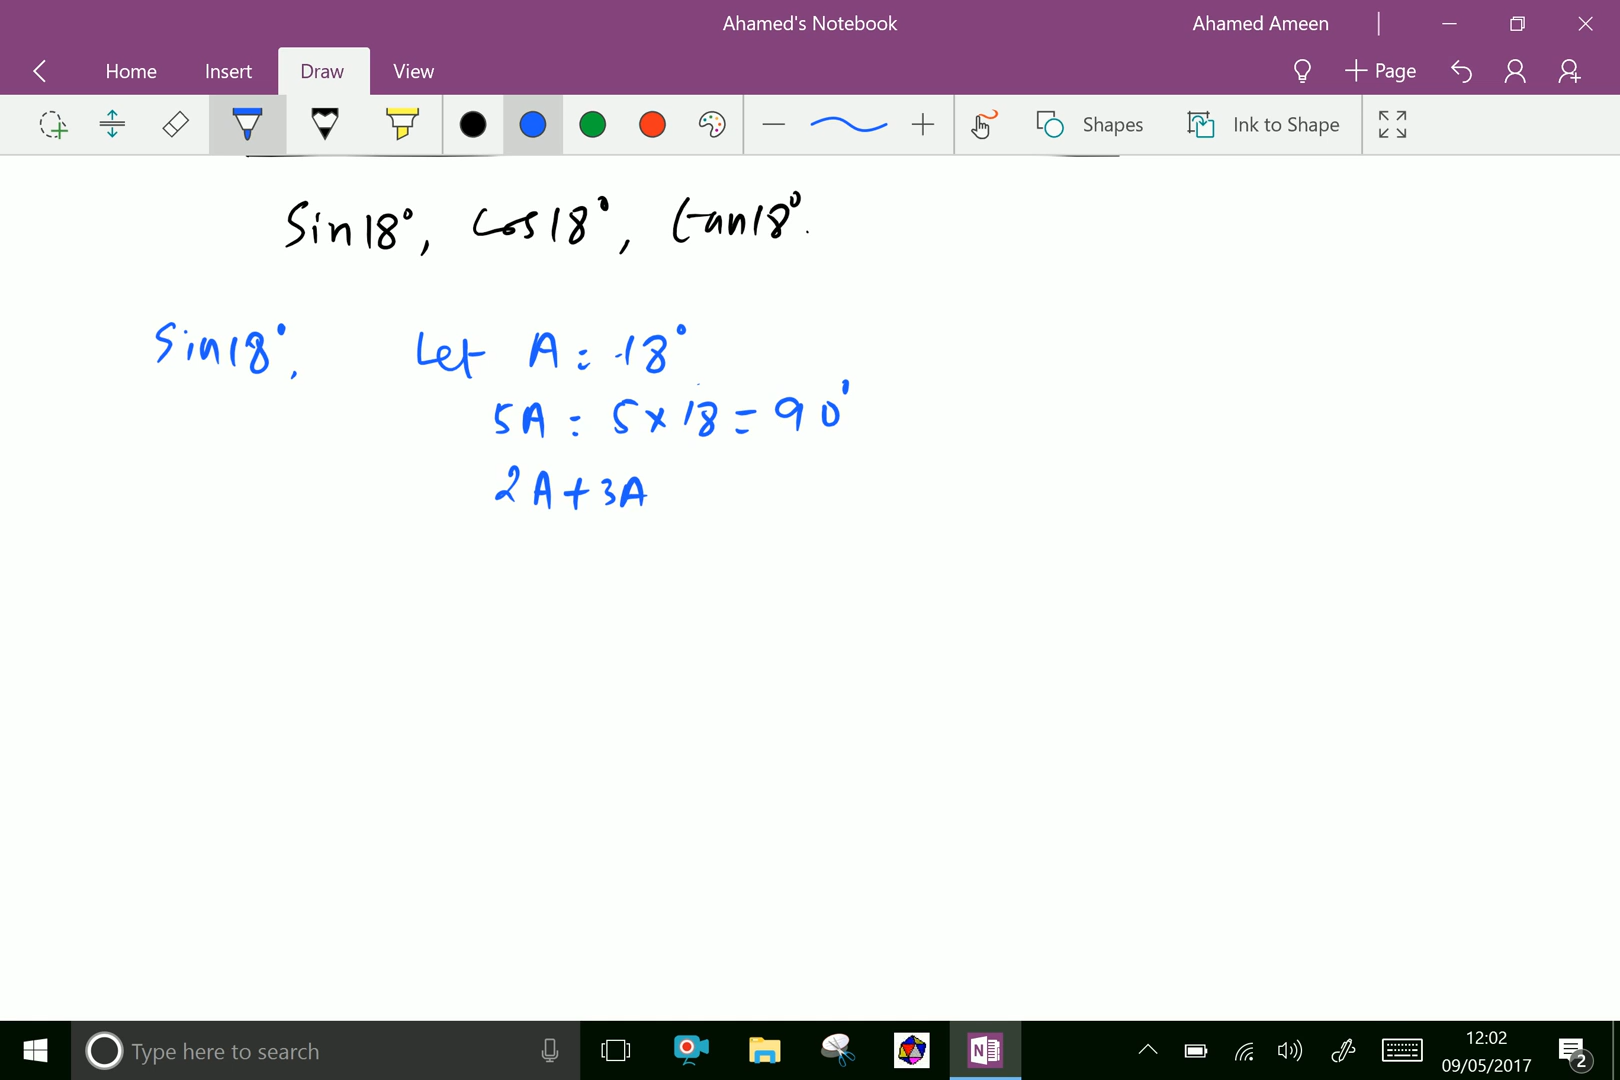 Ahamed's Notebook Ahamed Ameen
Home Insert Draw View Page
Shapes Ink to Shape
Sin18°, Cos18°, tan18°.
Sin18°, Let A = 18°
5A = 5 × 18 = 90°
2A + 3A
Type here to search
N
12:02
09/05/2017
2